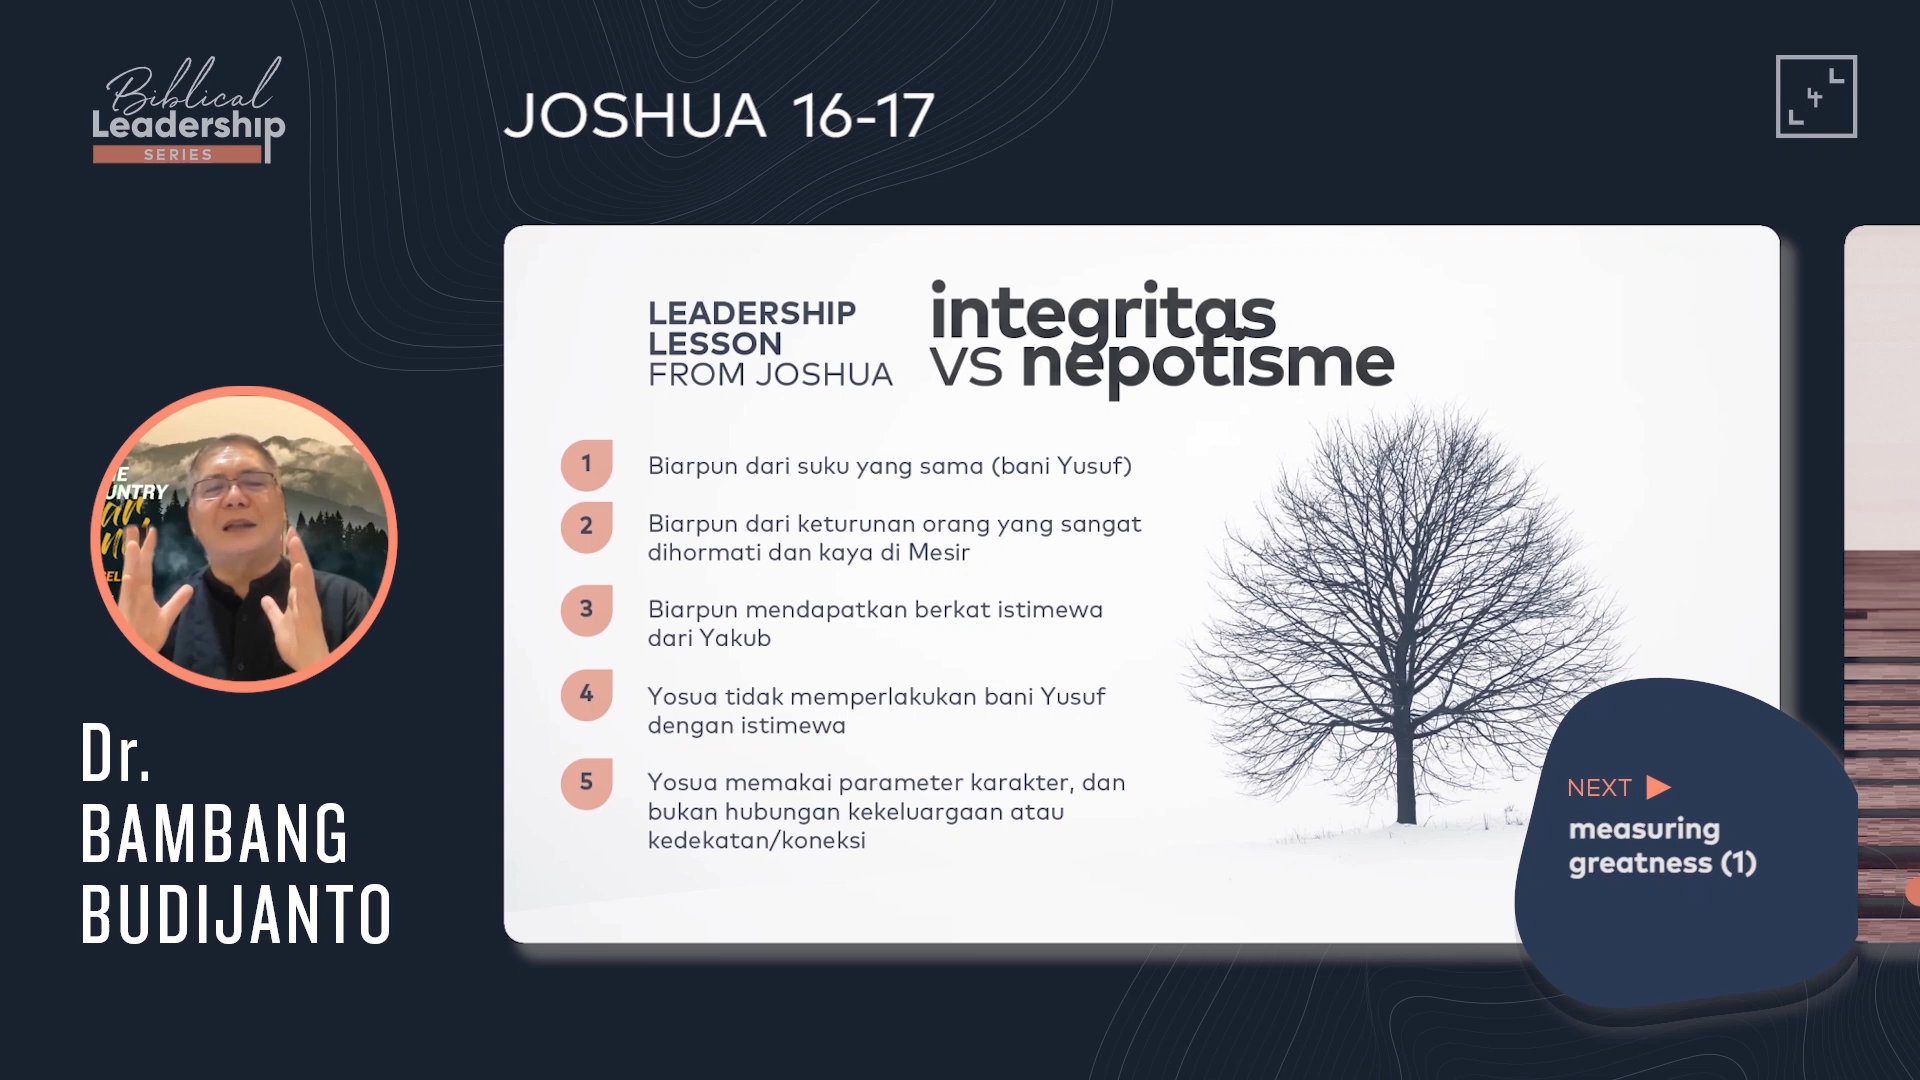 Biblical
Leadership
SERIES
JOSHUA 16-17
LEADERSHIP
LESSON
FROM JOSHUA
integritas
vs nepotisme
1
Biarpun dari suku yang sama (bani Yusuf)
2
Biarpun dari keturunan orang yang sangat
dihormati dan kaya di Mesir
3
Biarpun mendapatkan berkat istimewa
dari Yakub
4
Yosua tidak memperlakukan bani Yusuf
dengan istimewa
5
Yosua memakai parameter karakter, dan
bukan hubungan kekeluargaan atau
kedekatan/koneksi
NEXT
measuring
greatness (1)
Dr.
BAMBANG
BUDIJANTO